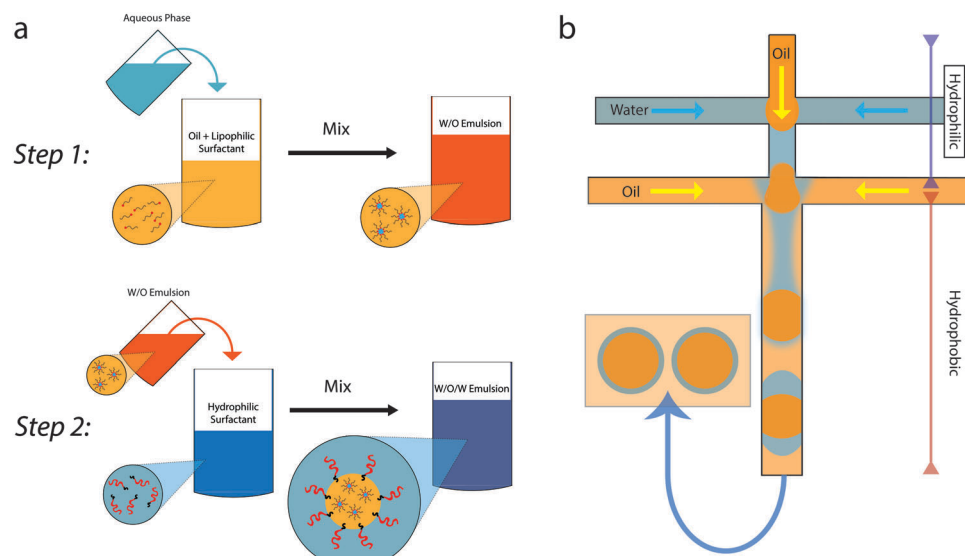 a
Aqueous Phase
Step 1:
Oil + Lipophilic
Surfactant
Mix
W/O Emulsion
W/O Emulsion
Step 2:
Hydrophilic
Surfactant
Mix
W/O/W Emulsion
b
Oil
Water
Oil
Hydrophilic
Hydrophobic